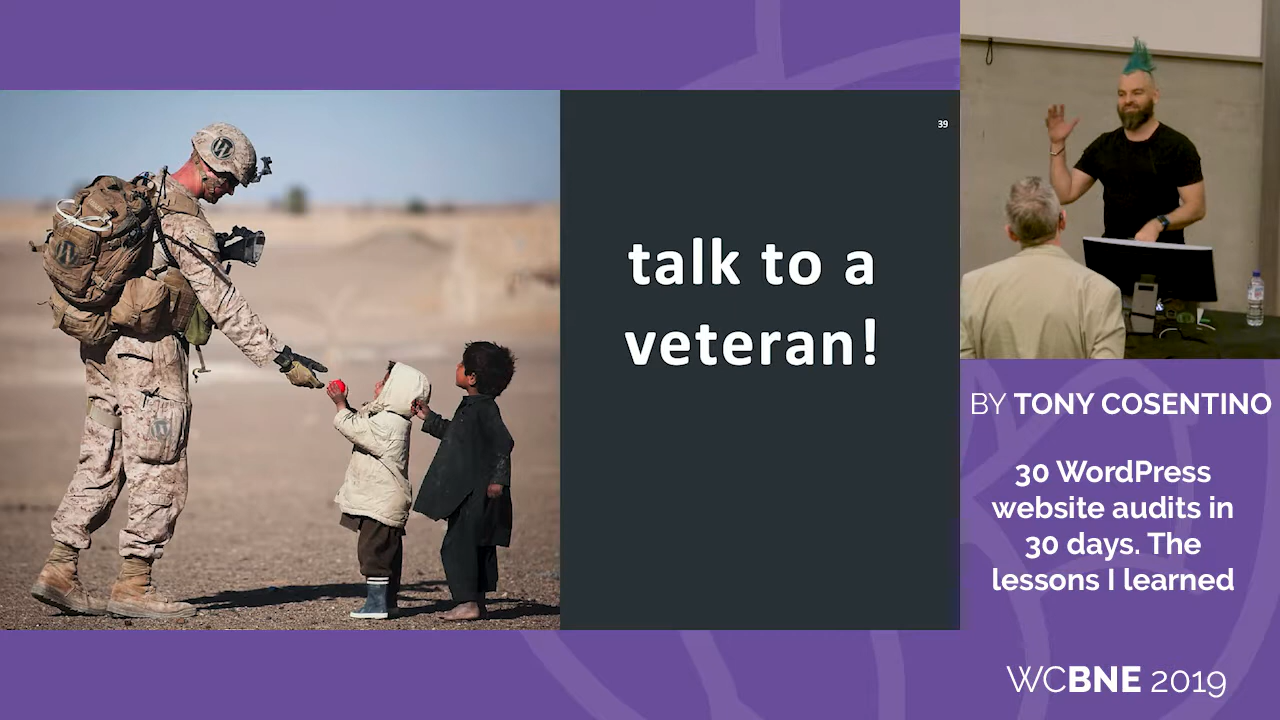 39
talk to a
veteran!
BY TONY COSENTINO
30 WordPress
website audits in
30 days. The
lessons I learned
WCBNE 2019